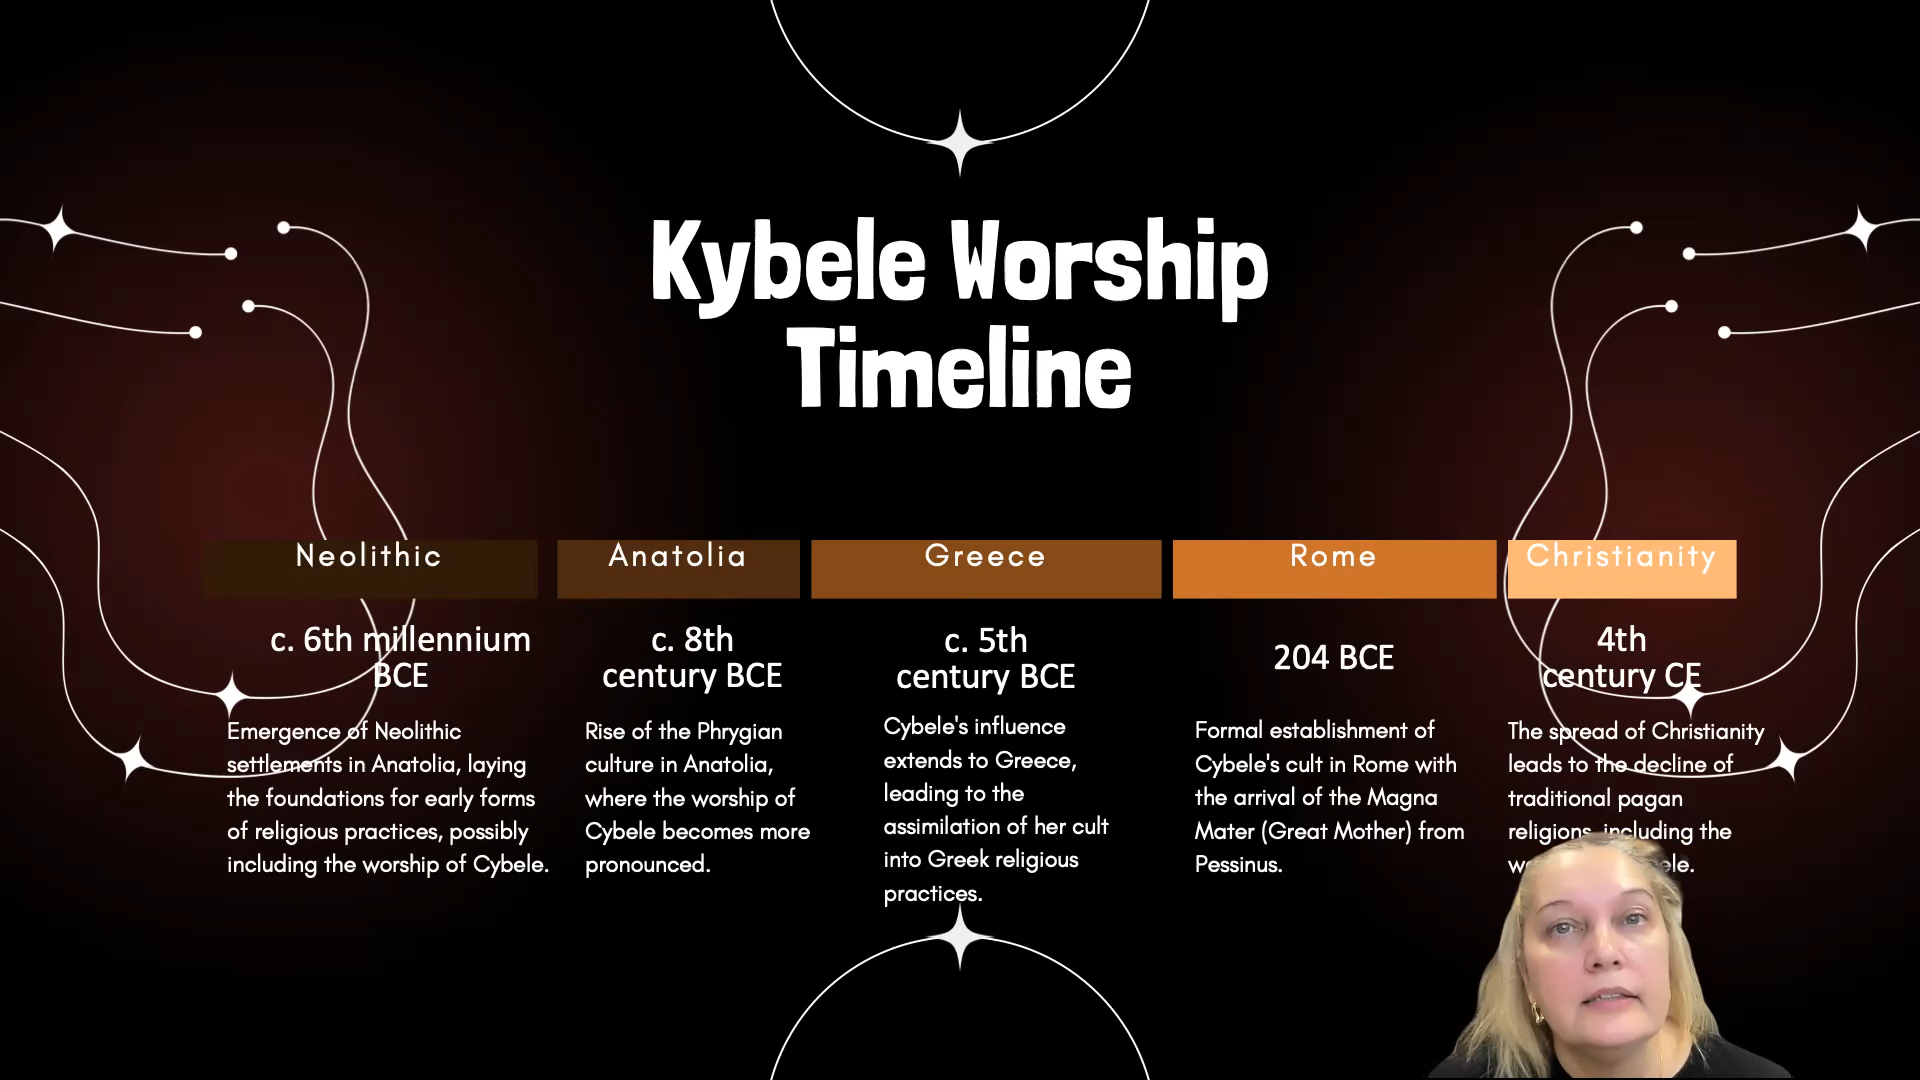 Kybele Worship
Timeline
Neolithic
c. 6th millennium
BCE
Emergence of Neolithic
settlements in Anatolia, laying
the foundations for early forms
of religious practices, possibly
including the worship of Cybele.
Anatolia
c. 8th
century BCE
Rise of the Phrygian
culture in Anatolia,
where the worship of
Cybele becomes more
pronounced.
Greece
c. 5th
century BCE
Cybele's influence
extends to Greece,
leading to the
assimilation of her cult
into Greek religious
practices.
Rome
204 BCE
Formal establishment of
Cybele's cult in Rome with
the arrival of the Magna
Mater (Great Mother) from
Pessinus.
Christianity
4th
century CE
The spread of Christianity
leads to the decline of
traditional pagan
religions, including the